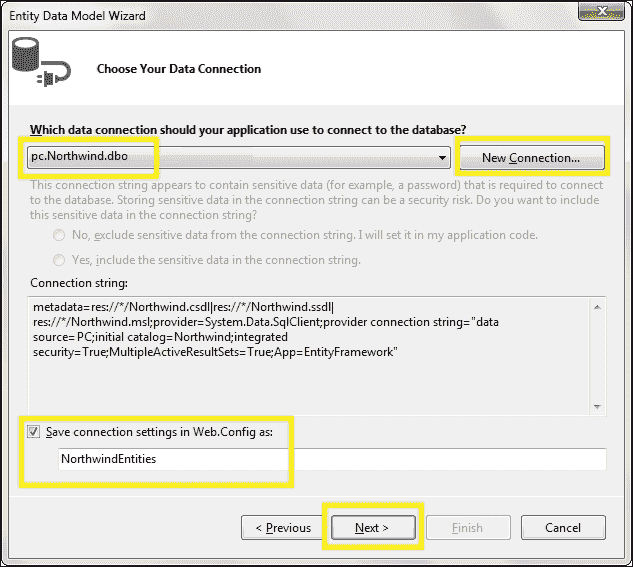 Entity Data Model Wizard
Choose Your Data Connection
Which data connection should your application use to connect to the database?
pc.Northwind.dbo
New Connection...
This connection string appears to contain sensitive data (for example, a password) that is required to connect
to the database. Storing sensitive data in the connection string can be a security risk. Do you want to include
this sensitive data in the connection string?
No, exclude sensitive data from the connection string. I will set it in my application code.
Yes, include the sensitive data in the connection string.
Connection string:
metadata=res://*/Northwind.csdl|res://*/Northwind.ssdl|
res://*/Northwind.msl;provider=System.Data.SqlClient;provider connection string="data
source=PC;initial catalog=Northwind;integrated
security=True;MultipleActiveResultSets=True;App=EntityFramework"
Save connection settings in Web.Config as:
NorthwindEntities
< Previous
Next >
Finish
Cancel